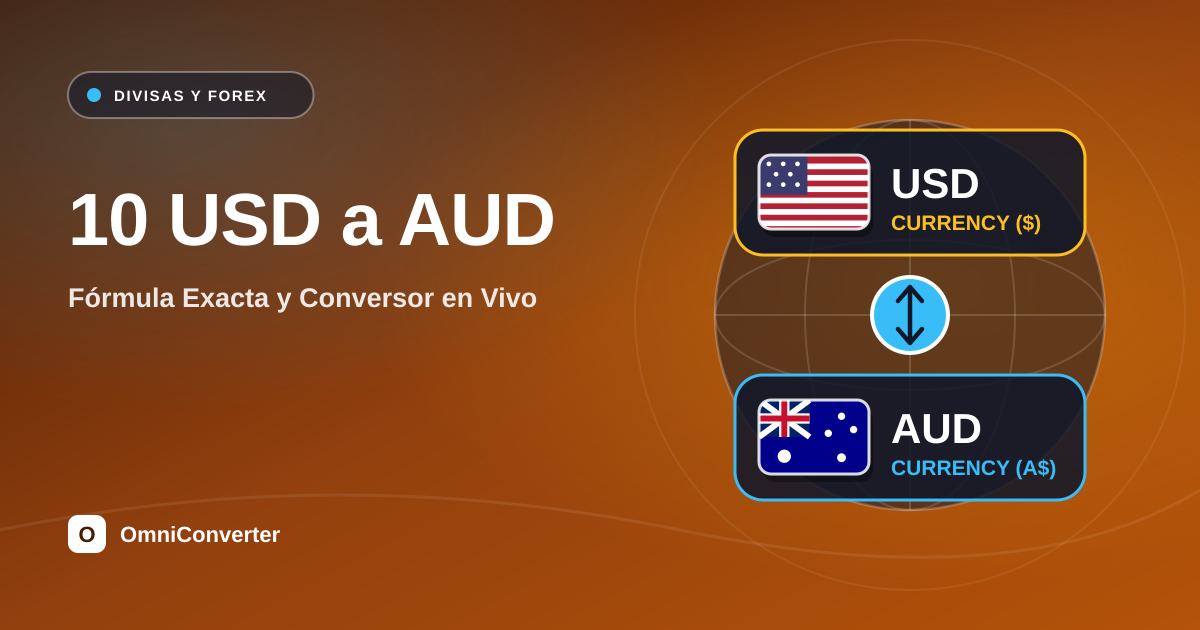 DIVISAS Y FOREX
10 USD a AUD
Fórmula Exacta y Conversor en Vivo
USD
CURRENCY ($)
AUD
CURRENCY (A$)
O OmniConverter